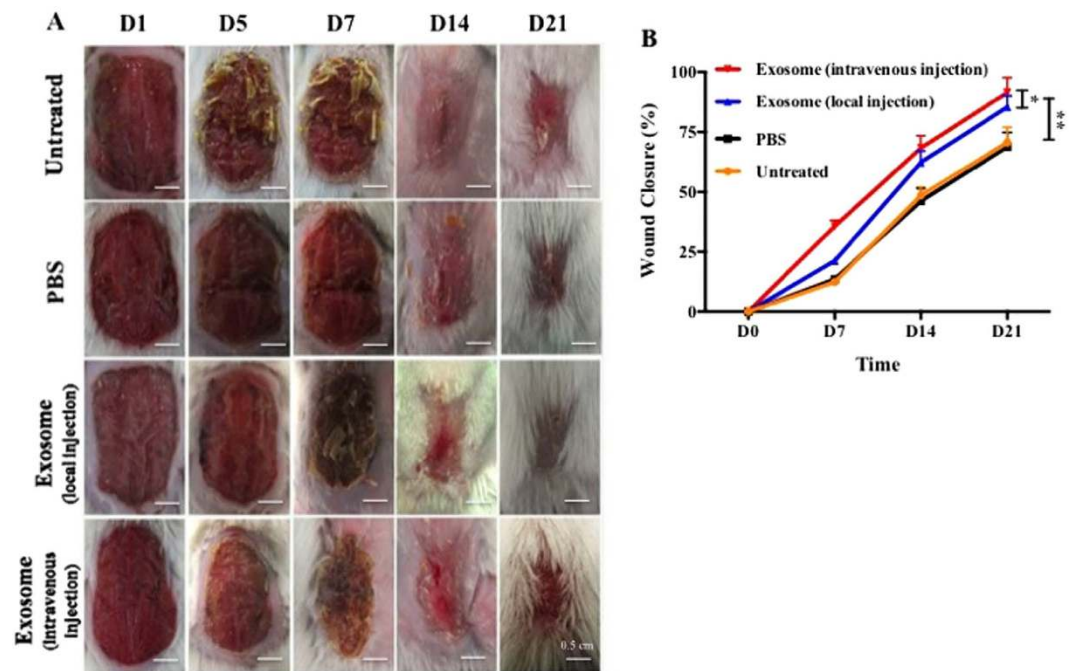 A
D1 D5 D7 D14 D21
Untreated
PBS
Exosome
(local injection)
Exosome
(Intravenous
Injection)
0.5 cm
B
Exosome (intravenous injection)
Exosome (local injection)
PBS
Untreated
Wound Closure (%)
100
75
50
25
0
*
**
D0 D7 D14 D21
Time